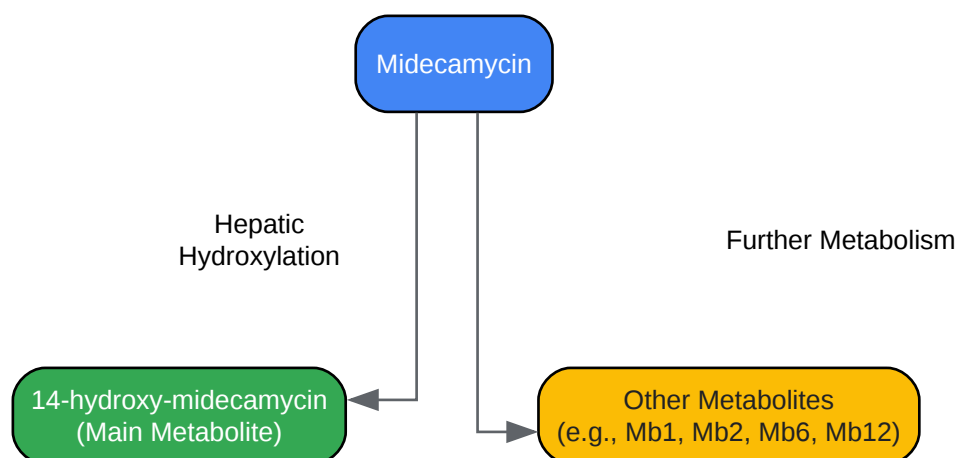 Midecamycin
Hepatic
Hydroxylation
Further Metabolism
14-hydroxy-midecamycin
(Main Metabolite)
Other Metabolites
(e.g., Mb1, Mb2, Mb6, Mb12)